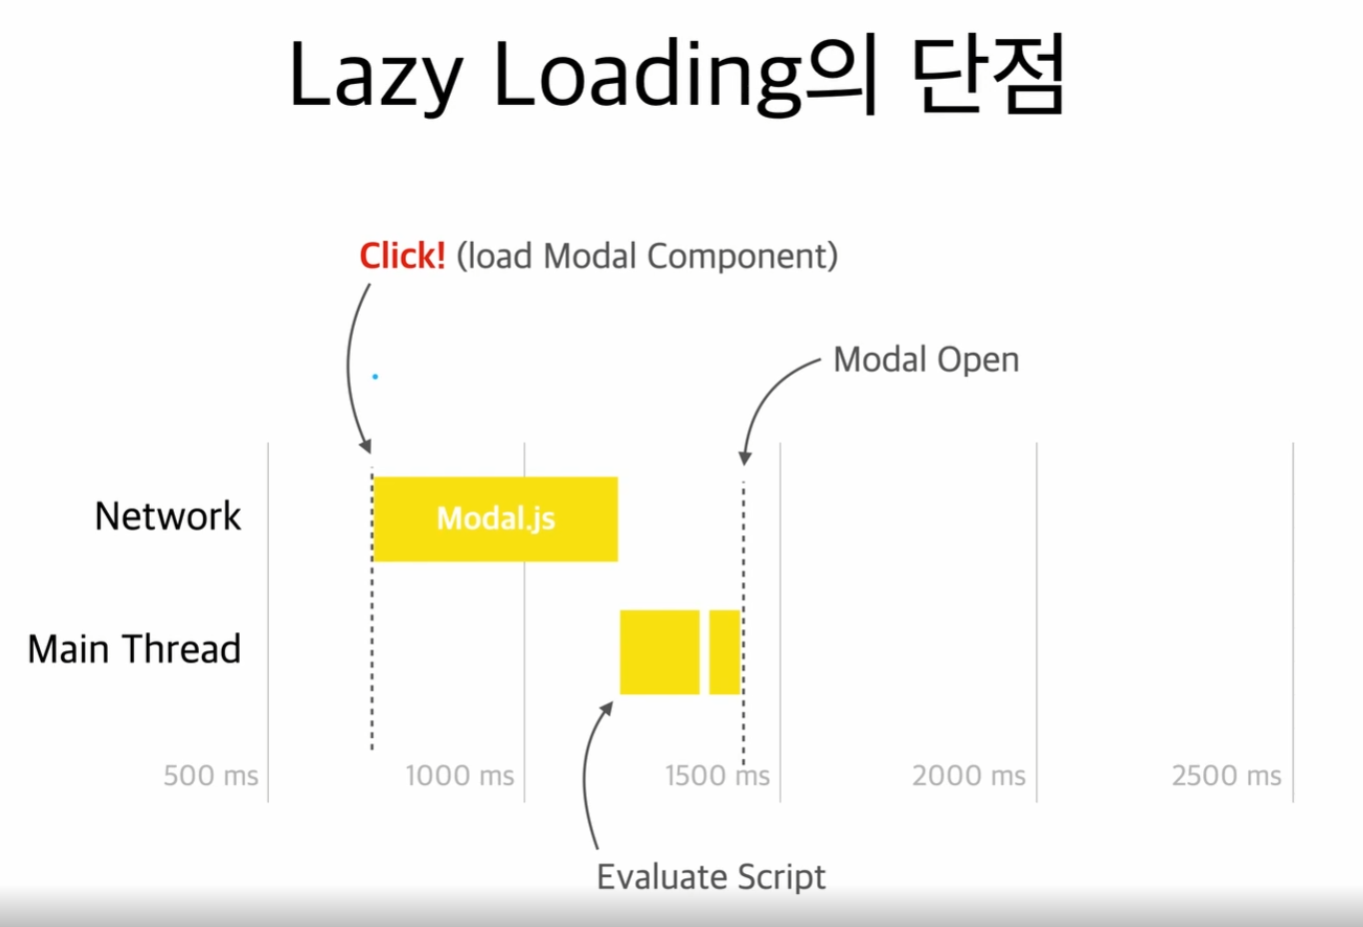 Lazy Loading의 단점
Click! (load Modal Component)
Modal Open
Network
Modal.js
Main Thread
500 ms
1000 ms
1500 ms
2000 ms
2500 ms
Evaluate Script